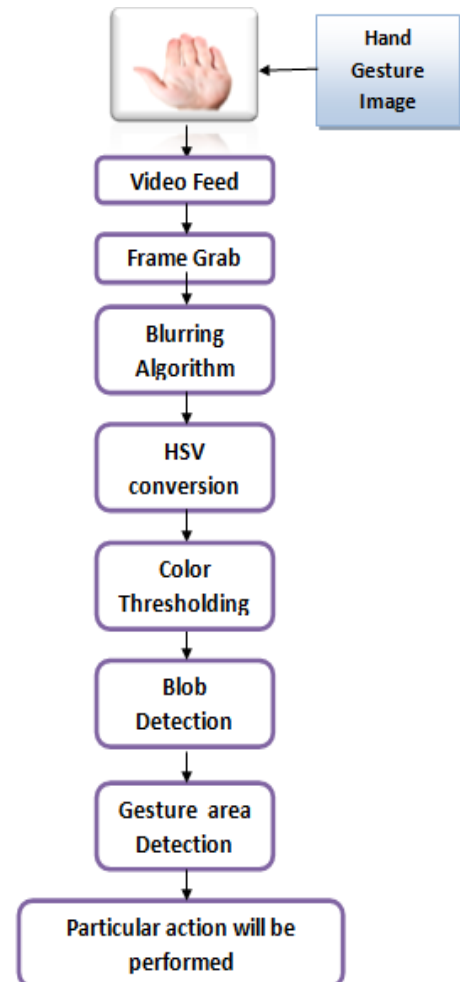 Hand
Gesture
Image
Video Feed
Frame Grab
Blurring
Algorithm
HSV
conversion
Color
Thresholding
Blob
Detection
Gesture area
Detection
Particular action will be
performed